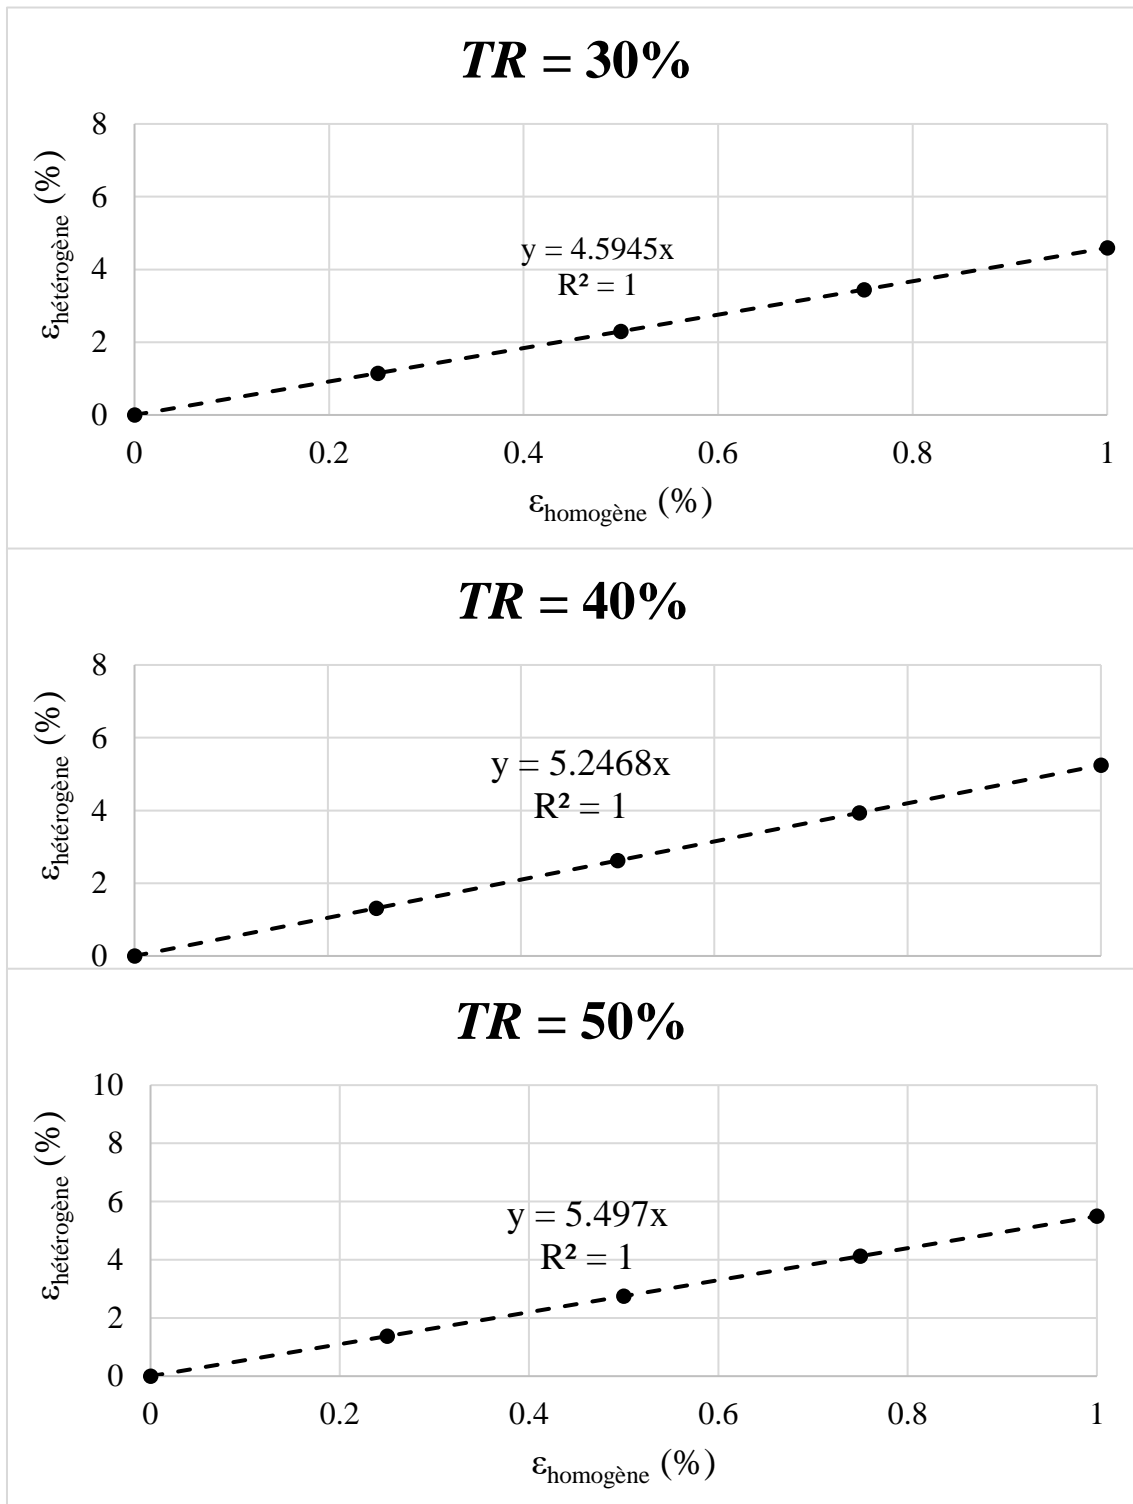 TR = 30%
8
6
4
2
0
εhétérogène (%)
y = 4.5945x
R² = 1
0 0.2 0.4 0.6 0.8 1
εhomogène (%)
TR = 40%
8
6
4
2
0
εhétérogène (%)
y = 5.2468x
R² = 1
TR = 50%
10
8
6
4
2
0
εhétérogène (%)
y = 5.497x
R² = 1
0 0.2 0.4 0.6 0.8 1
εhomogène (%)